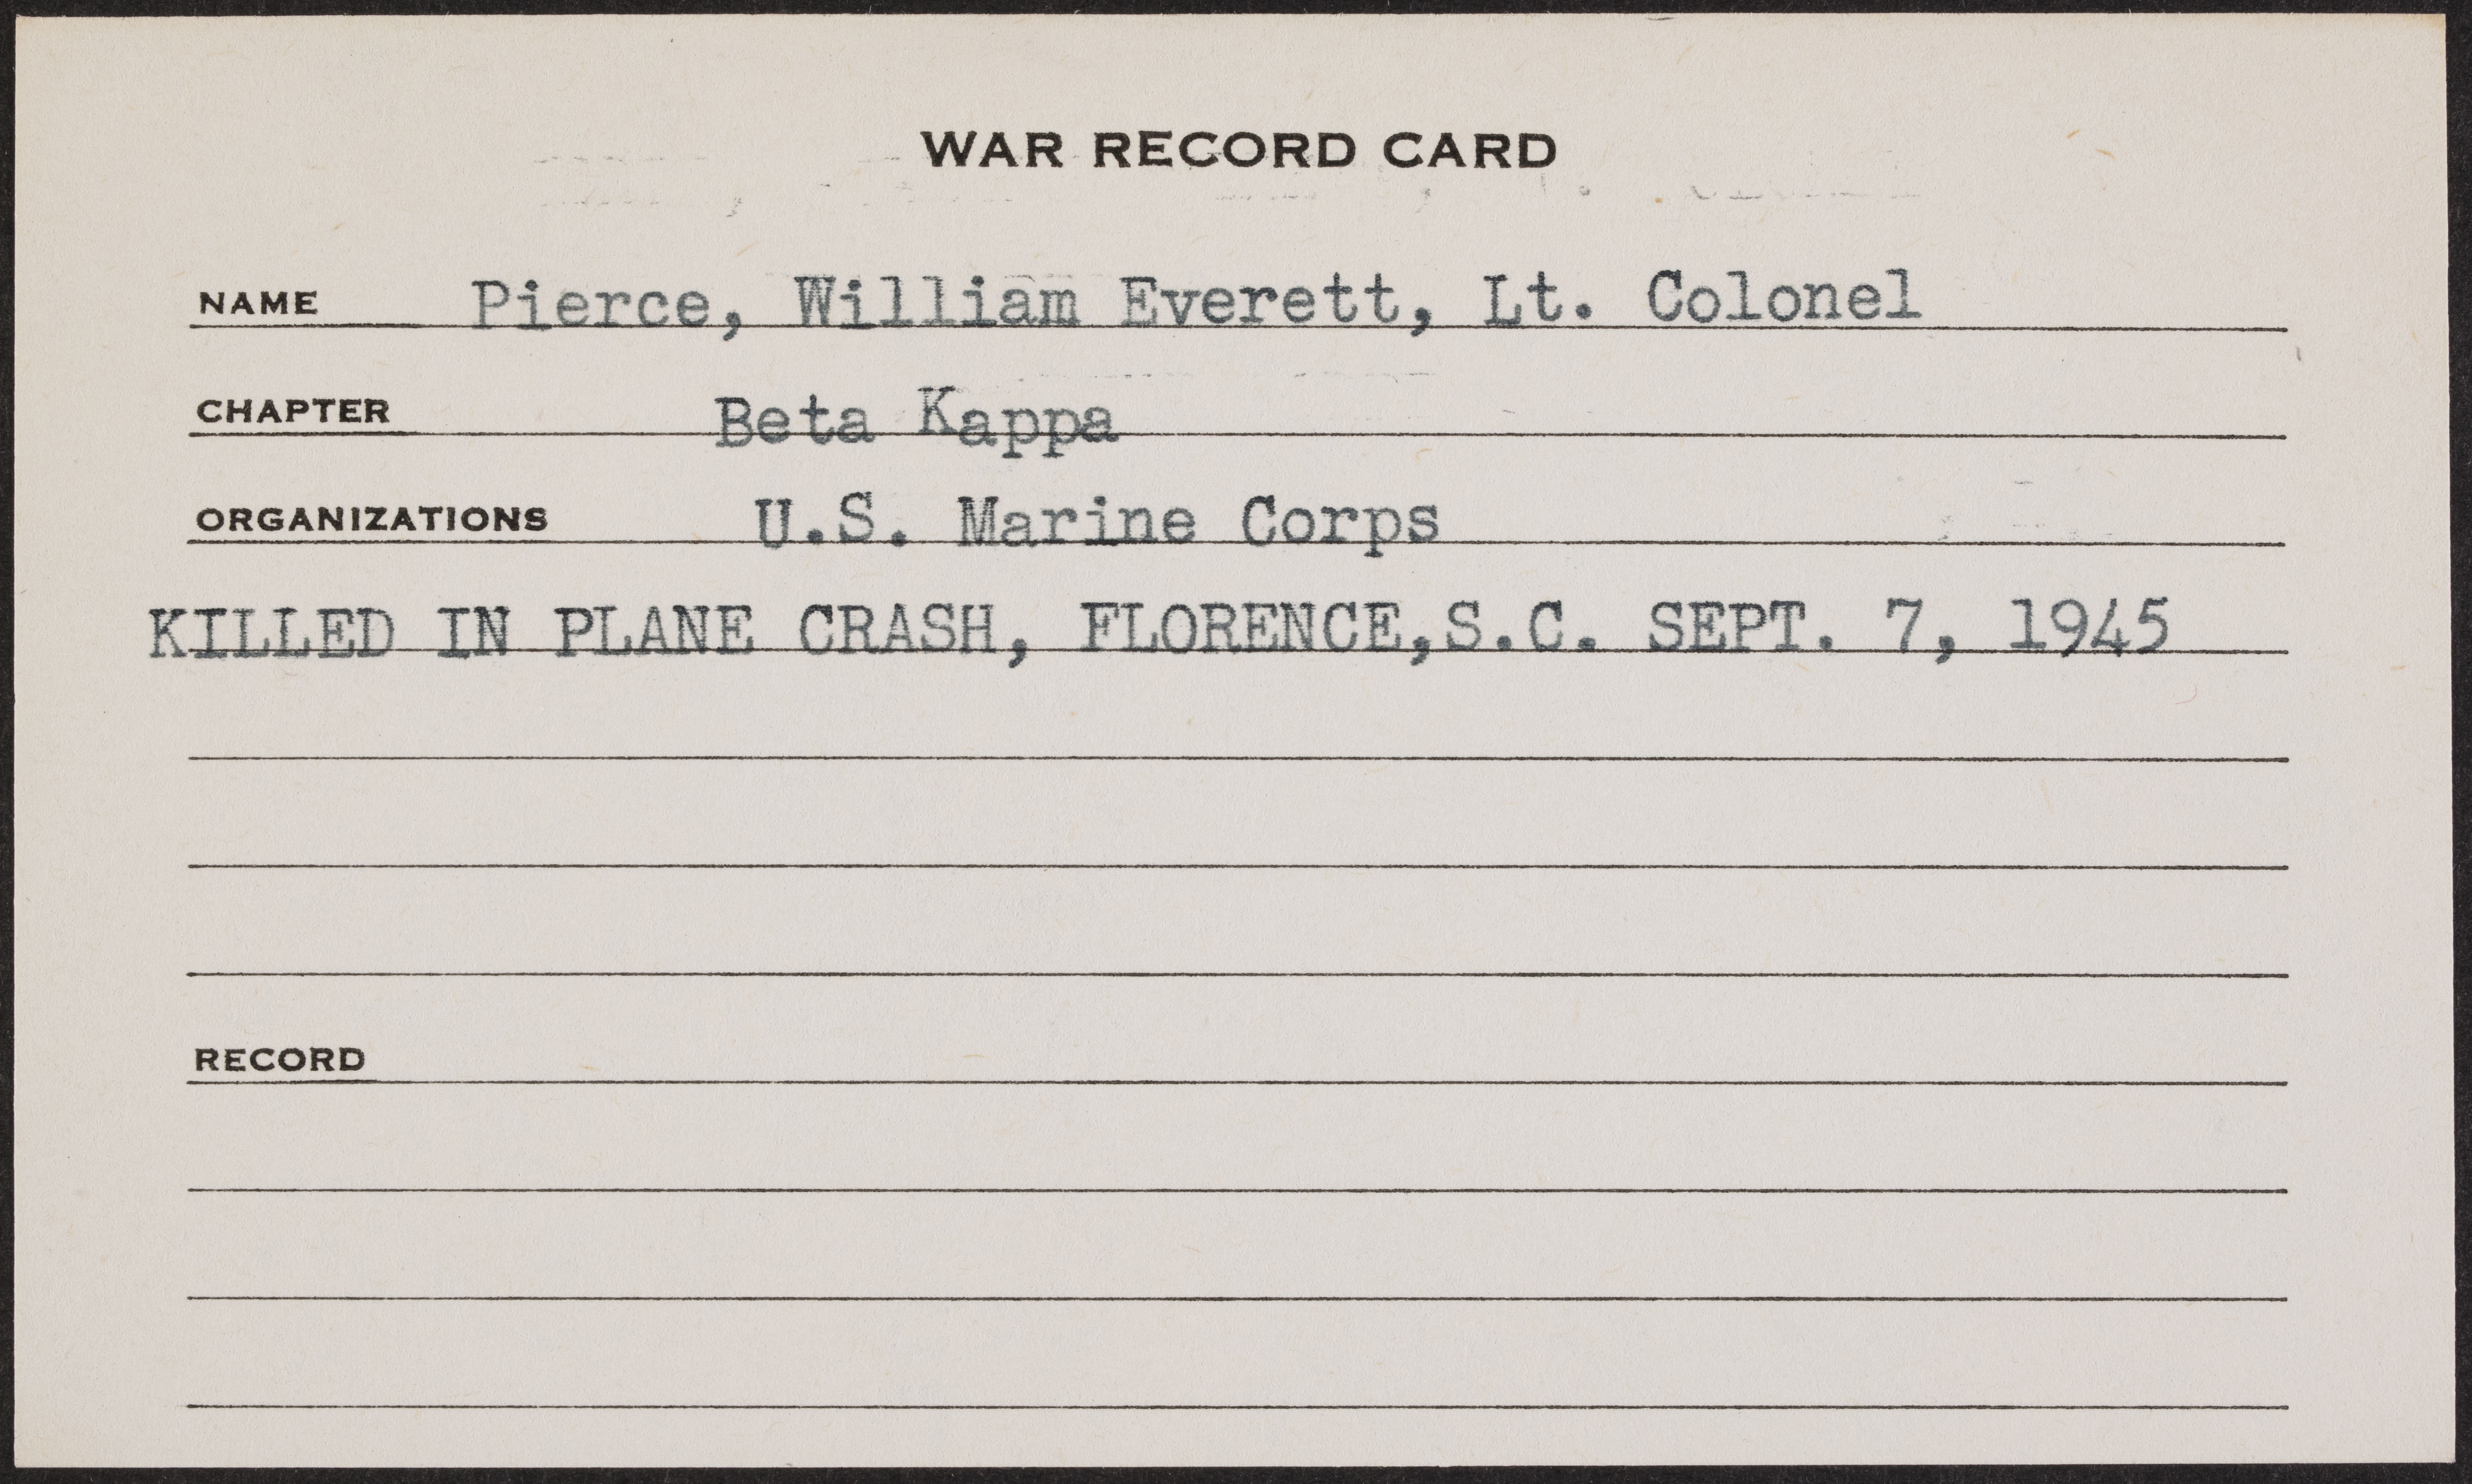 WAR RECORD CARD
NAME Pierce, William Everett, Lt. Colonel
CHAPTER Beta Kappa
ORGANIZATIONS U.S. Marine Corps
KILLED IN PLANE CRASH, FLORENCE,S.C. SEPT. 7, 1945
RECORD